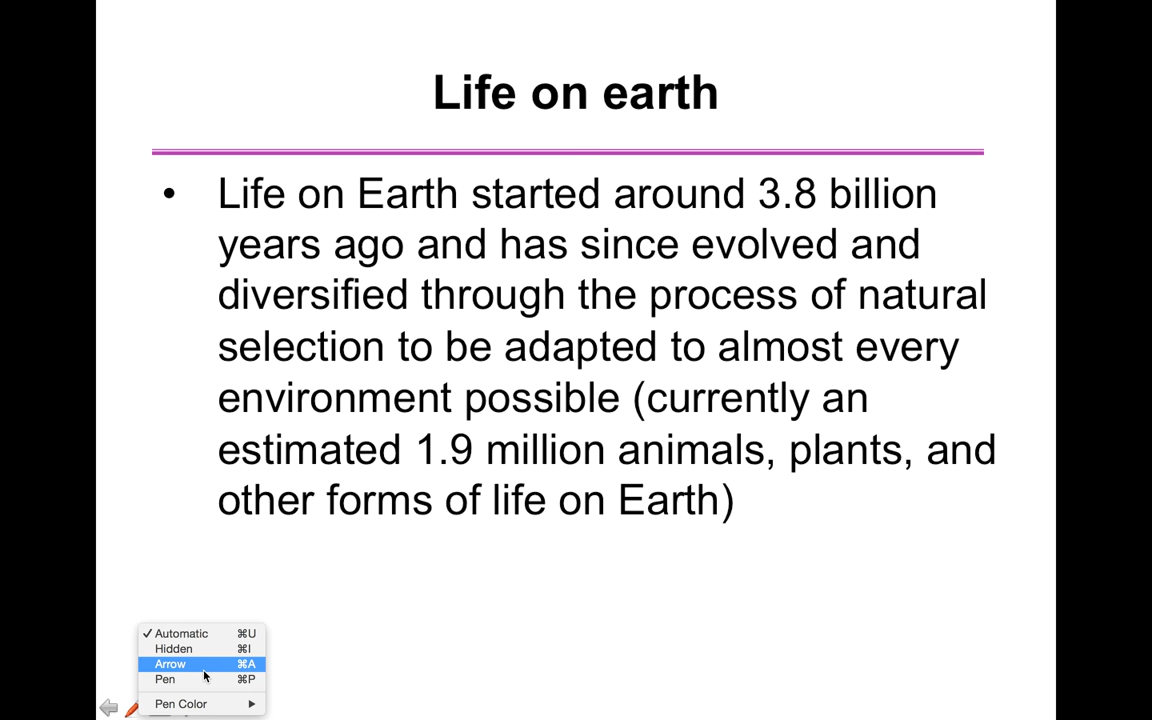 Life on earth
• Life on Earth started around 3.8 billion
years ago and has since evolved and
diversified through the process of natural
selection to be adapted to almost every
environment possible (currently an
estimated 1.9 million animals, plants, and
other forms of life on Earth)
✓ Automatic ⌘U
Hidden ⌘I
Arrow ⌘A
Pen ⌘P
Pen Color ▶